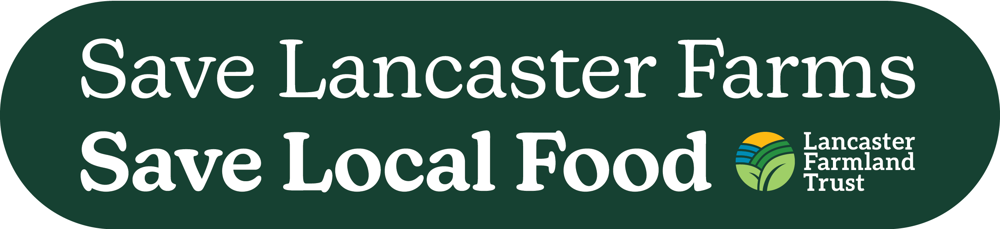 Save Lancaster Farms
Save Local Food
Lancaster
Farmland
Trust